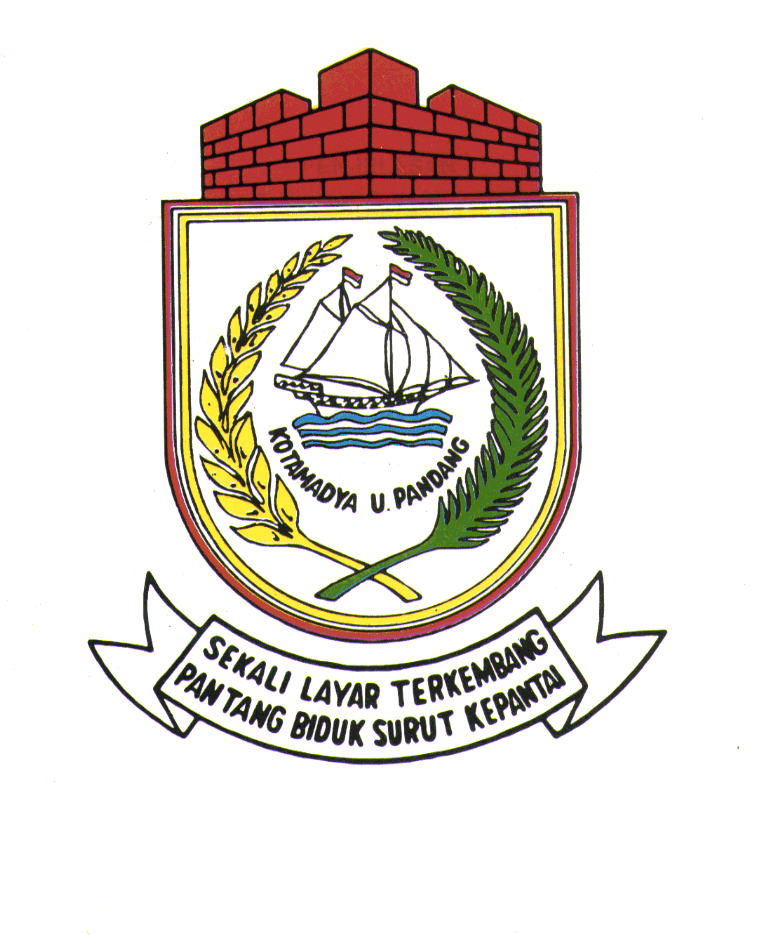 KOTAMADYA U. PANDANG
SEKALI LAYAR TERKEMBANG
PANTANG BIDUK SURUT KEPANTAI